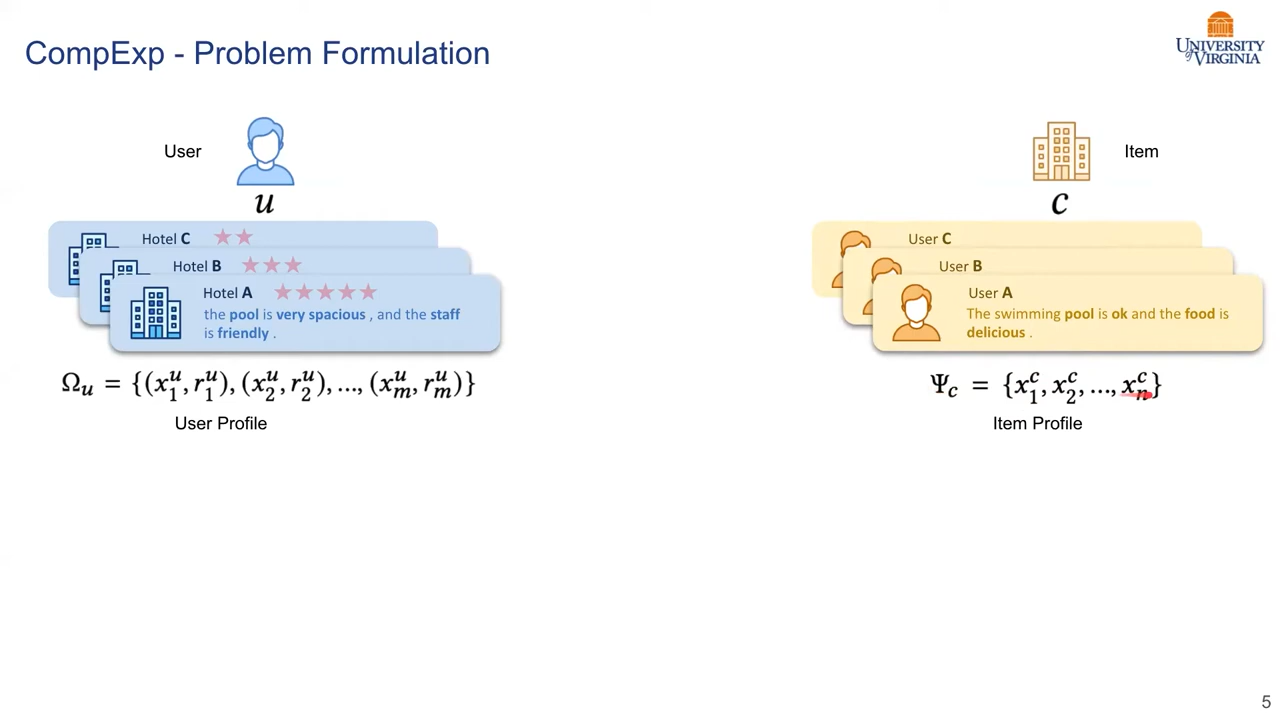 CompExp - Problem Formulation
UNIVERSITY
of VIRGINIA
User
u
Hotel C
Hotel B
Hotel A
the pool is very spacious , and the staff
is friendly .
Ωᵤ = {(x₁ᵘ, r₁ᵘ), (x₂ᵘ, r₂ᵘ), ..., (xₘᵘ, rₘᵘ)}
User Profile
Item
c
User C
User B
User A
The swimming pool is ok and the food is
delicious .
Ψ_c = {x₁ᶜ, x₂ᶜ, ..., xₙᶜ}
Item Profile
5